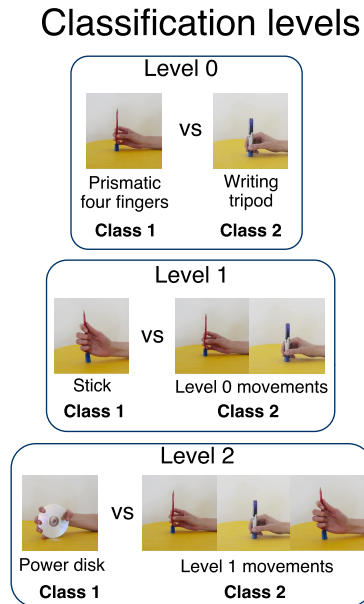 Classification levels
Level 0
vs
Prismatic
four fingers
Writing
tripod
Class 1
Class 2
Level 1
vs
Stick
Level 0 movements
Class 1
Class 2
Level 2
vs
Power disk
Level 1 movements
Class 1
Class 2